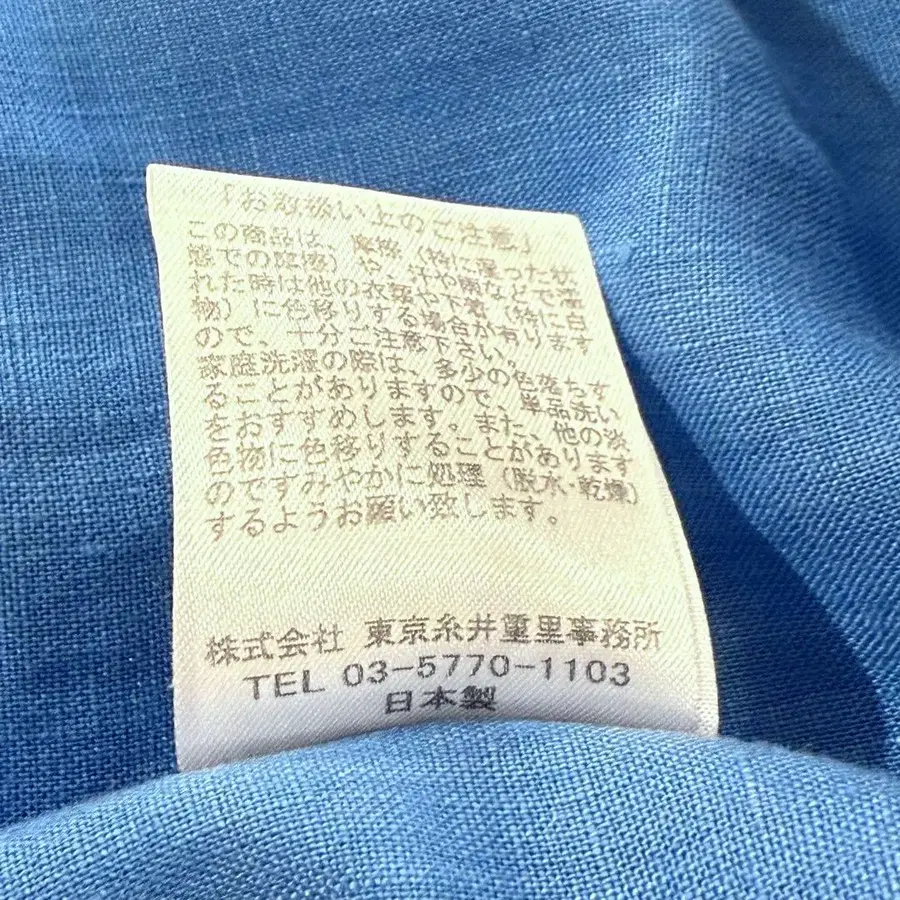 「お取扱い上のご注意」
この商品は、摩擦（特に湿った状
態での摩擦）や、汗や雨などで濡
れた時は他の衣類や下着（特に白
物）に色移りする場合が有ります
ので、十分ご注意下さい。
家庭洗濯の際は、多少の色落ちす
ることがありますので、単品洗い
をおすすめします。また、他の淡
色物に色移りすることがあります
のですみやかに処理（脱水・乾燥）
するようお願い致します。
株式会社 東京糸井重里事務所
TEL 03-5770-1103
日本製